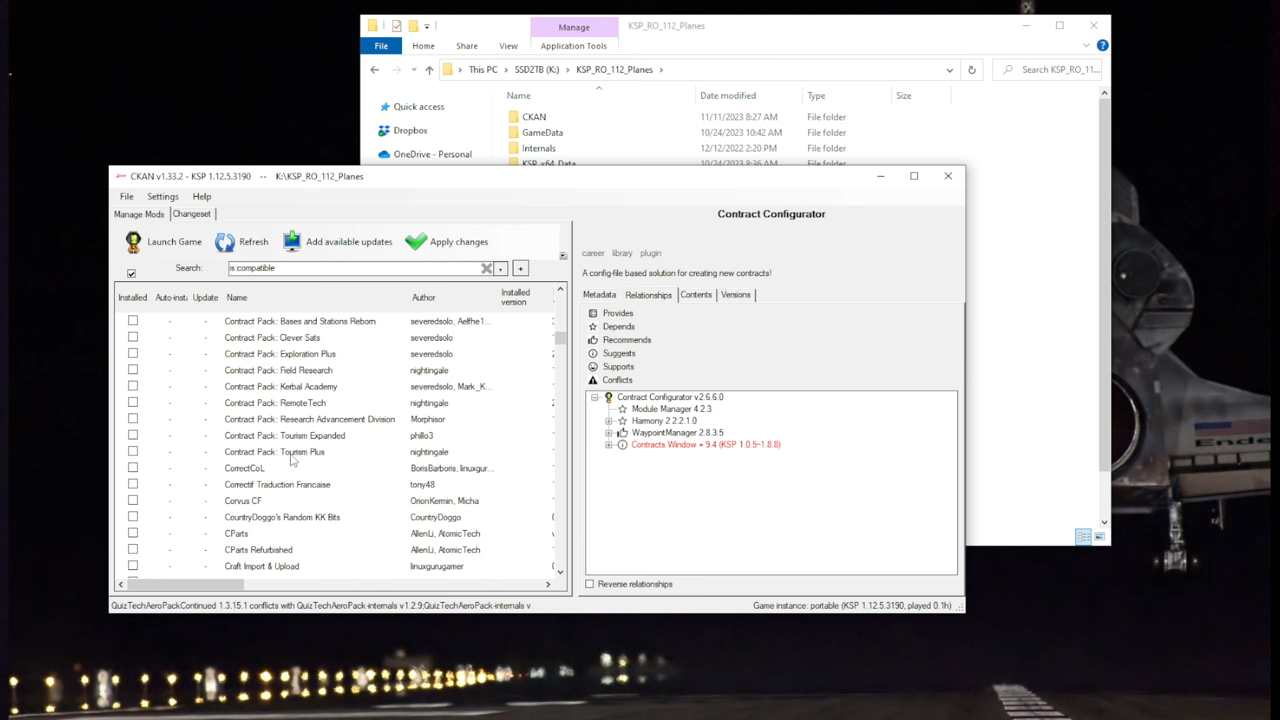 Manage
KSP_RO_112_Planes
File Home Share View Application Tools
This PC SSD2TB (K:) KSP_RO_112_Planes Search KSP_RO_11...
Name Date modified Type Size
Quick access
Dropbox
OneDrive - Personal
CKAN 11/11/2023 8:27 AM File folder
GameData 10/24/2023 10:42 AM File folder
Internals 12/12/2022 2:20 PM File folder
KSP_x64_Data 10/24/2023 8:36 AM File folder
CKAN v1.33.2 - KSP 1.12.5.3190 -- K:\KSP_RO_112_Planes
File Settings Help
Manage Mods Changeset
Launch Game Refresh Add available updates Apply changes
Search: is:compatible
Installed Auto-insta Update Name Author Installed version
Contract Pack: Bases and Stations Reborn severedsolo, Aelfhe1...
Contract Pack: Clever Sats severedsolo
Contract Pack: Exploration Plus severedsolo
Contract Pack: Field Research nightingale
Contract Pack: Kerbal Academy severedsolo, Mark_K...
Contract Pack: RemoteTech nightingale
Contract Pack: Research Advancement Division Morphisor
Contract Pack: Tourism Expanded phillo3
Contract Pack: Tourism Plus nightingale
CorrectCoL BorisBarboris, linuxgur...
Correctif Traduction Francaise tony48
Corvus CF OrionKermin, Micha
CountryDoggo's Random KK Bits CountryDoggo
CParts AllenLi, AtomicTech
CParts Refurbished AllenLi, AtomicTech
Craft Import & Upload linuxgurugamer
Contract Configurator
career library plugin
A config-file based solution for creating new contracts!
Metadata Relationships Contents Versions
Provides
Depends
Recommends
Suggests
Supports
Conflicts
Contract Configurator v2.6.6.0
Module Manager 4.2.3
Harmony 2 2.2.1.0
WaypointManager 2.8.3.5
Contracts Window + 9.4 (KSP 1.0.5-1.8.8)
Reverse relationships
QuizTechAeroPackContinued 1.3.15.1 conflicts with QuizTechAeroPack-internals v1.2.9;QuizTechAeroPack-internals v
Game instance: portable (KSP 1.12.5.3190, played 0.1h)
Ende